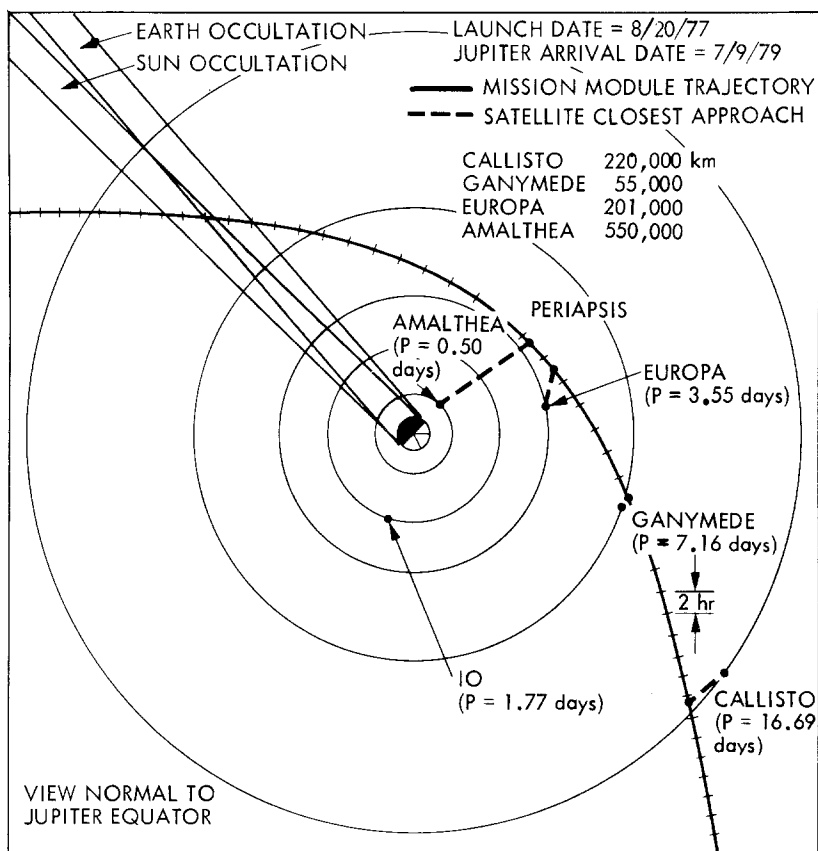 EARTH OCCULTATION
SUN OCCULTATION
LAUNCH DATE = 8/20/77
JUPITER ARRIVAL DATE = 7/9/79
MISSION MODULE TRAJECTORY
SATELLITE CLOSEST APPROACH
CALLISTO 220,000 km
GANYMEDE 55,000
EUROPA 201,000
AMALTHEA 550,000
PERIAPSIS
AMALTHEA
(P = 0.50
days)
EUROPA
(P = 3.55 days)
GANYMEDE
(P = 7.16 days)
2 hr
IO
(P = 1.77 days)
CALLISTO
(P = 16.69
days)
VIEW NORMAL TO
JUPITER EQUATOR